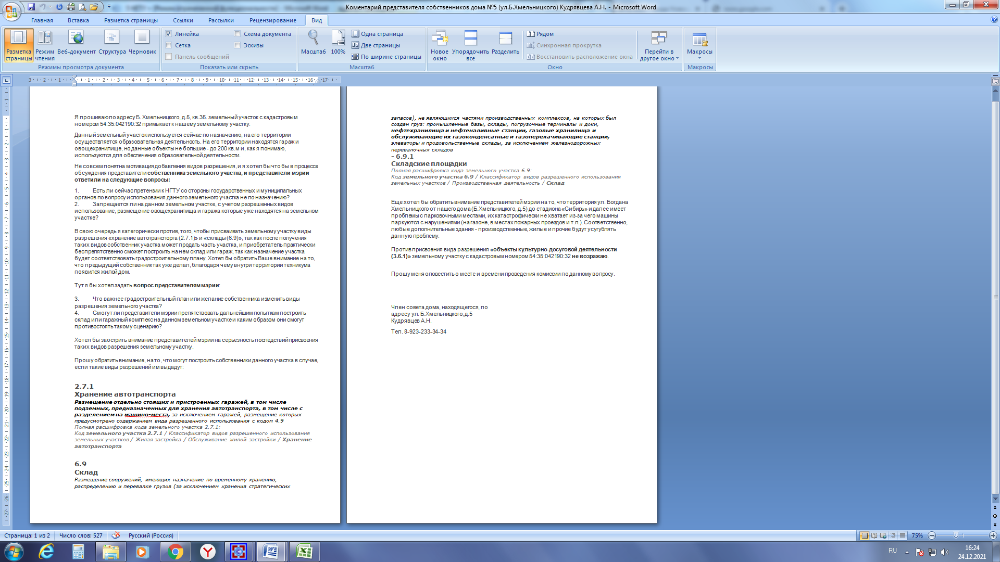 Коментарий представителя собственников дома №5 (ул.Б.Хмельницкого) Кудрявцева А.Н. - Microsoft Word
Главная Вставка Разметка страницы Ссылки Рассылки Рецензирование Вид
Разметка страницы
Режим чтения
Веб-документ
Структура
Черновик
Режимы просмотра документа
Линейка
Сетка
Панель сообщений
Схема документа
Эскизы
Показать или скрыть
Масштаб
100%
Одна страница
Две страницы
По ширине страницы
Масштаб
Новое окно
Упорядочить все
Разделить
Рядом
Синхронная прокрутка
Восстановить расположение окна
Окно
Перейти в другое окно
Макросы
Макросы
3 2 1 1 2 3 4 5 6 7 8 9 10 11 12 13 14 15 16 17
Я прошиваю по адресу Б. Хмельницкого, д.5, кв.35. земельный участок с кадастровым
номером 54:35:042190:32 примыкает к нашему земельному участку.
Данный земельный участок используется сейчас по назначению, на его территории
осуществляется образовательная деятельность. На его территории находятся гараж и
овощехранилище, но данные объекты не большие - до 200 кв.м и, как я понимаю,
используются для обеспечения образовательной деятельности.
Не совсем понятна мотивация добавления видов разрешения, и я хотел бы что бы в процессе
обсуждения представители собственника земельного участка, и представители мэрии
ответили на следующие вопросы:
1. Есть ли сейчас претензии к НГТУ со стороны государственных и муниципальных
органов по вопросу использования данного земельного участка не по назначению?
2. Запрещается ли на данном земельном участке, с учетом разрешенных видов
использование, размещение овощехранилища и гаража которые уже находятся на земельном
участке?
В свою очередь я категорически против, того, чтобы присваивать земельному участку виды
разрешения «хранение автотранспорта (2.7.1)» и «склады (6.9)», так как после получения
таких видов собственник участка может продать часть участка, и приобретатель практически
беспрепятственно сможет построить на нем склад или гараж, так как назначение участка
будет соответствовать градостроительному плану. Хотел бы обратить Ваше внимание на то,
что предыдущий собственник так уже делал, благодаря чему внутри территории техникума
появился жилой дом.
Тут я бы хотел задать вопрос представителям мэрии:
3. Что важнее градостроительный план или желание собственника изменить виды
разрешения земельного участка?
4. Смогут ли представители мэрии препятствовать дальнейшим попыткам построить
склад или гаражный комплекс на данном земельном участке и каким образом они смогут
противостоять такому сценарию?
Хотел бы заострить внимание представителей мэрии на серьезность последствий присвоения
таких видов разрешения земельному участку.
Прошу обратить внимание, на то, что могут построить собственники данного участка в случае,
если такие виды разрешений им выдадут:
2.7.1
Хранение автотранспорта
Размещение отдельно стоящих и пристроенных гаражей, в том числе
подземных, предназначенных для хранения автотранспорта, в том числе с
разделением на машино-места, за исключением гаражей, размещение которых
предусмотрено содержанием вида разрешенного использования с кодом 4.9
Полная расшифровка кода земельного участка 2.7.1:
Код земельного участка 2.7.1 / Классификатор видов разрешенного использования
земельных участков / Жилая застройка / Обслуживание жилой застройки / Хранение
автотранспорта
6.9
Склад
Размещение сооружений, имеющих назначение по временному хранению,
распределению и перевалке грузов (за исключением хранения стратегических
запасов), не являющихся частями производственных комплексов, на которых был
создан груз: промышленные базы, склады, погрузочные терминалы и доки,
нефтехранилища и нефтеналивные станции, газовые хранилища и
обслуживающие их газоконденсатные и газоперекачивающие станции,
элеваторы и продовольственные склады, за исключением железнодорожных
перевалочных складов
- 6.9.1
Складские площадки
Полная расшифровка кода земельного участка 6.9:
Код земельного участка 6.9 / Классификатор видов разрешенного использования
земельных участков / Производственная деятельность / Склад
Еще хотел бы обратить внимание представителей мэрии на то, что территория ул. Богдана
Хмельницкого от нашего дома (Б.Хмельницкого, д.5) до стадиона «Сибирь» и далее имеет
проблемы с парковочными местами, их катастрофически не хватает из-за чего машины
паркуются с нарушениями (на газоне, в местах пожарных проездов и т.п.). Соответственно,
любые дополнительные здания - производственные, жилые и прочие будут усугублять
данную проблему.
Против присвоения вида разрешения «объекты культурно-досуговой деятельности
(3.6.1)» земельному участку с кадастровым номером 54:35:042190:32 не возражаю.
Прошу меня оповестить о месте и времени проведения комиссии по данному вопросу.
Член совета дома, находящегося, по
адресу ул. Б.Хмельницкого, д.5
Кудрявцев А.Н.
Тел. 8-923-233-34-34
Страница: 1 из 2 Число слов: 527 Русский (Россия) 75%
RU 16:24
24.12.2021